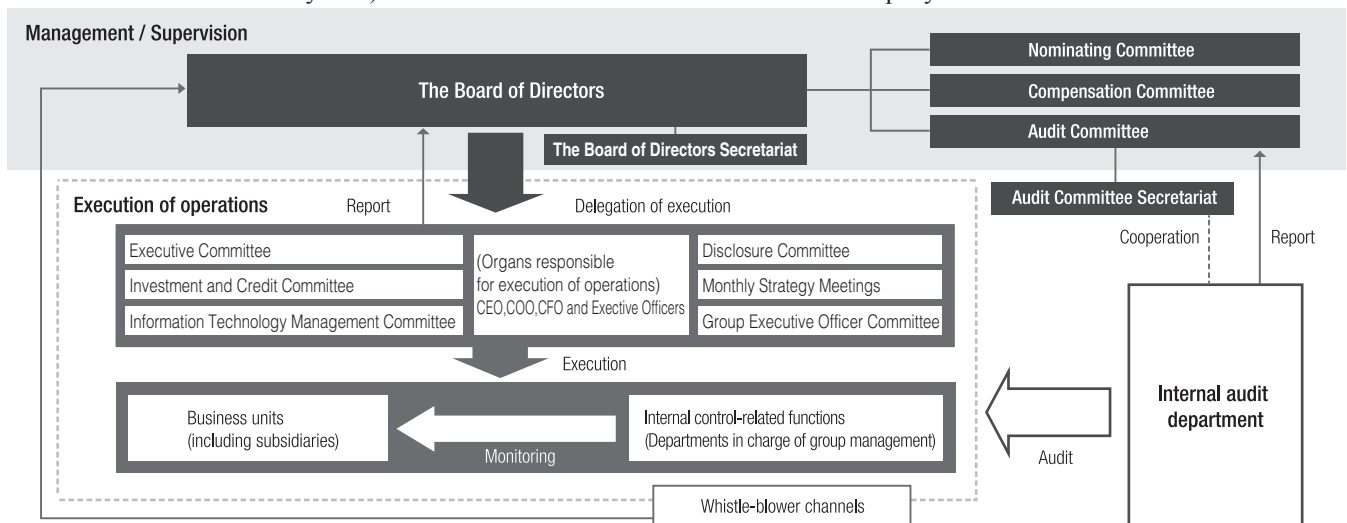 Management / Supervision
The Board of Directors
Nominating Committee
Compensation Committee
Audit Committee
The Board of Directors Secretariat
Audit Committee Secretariat
Execution of operations
Report
Delegation of execution
Cooperation
Report
Executive Committee
Investment and Credit Committee
Information Technology Management Committee
(Organs responsible
for execution of operations)
CEO,COO,CFO and Exective Officers
Disclosure Committee
Monthly Strategy Meetings
Group Executive Officer Committee
Execution
Business units
(including subsidiaries)
Monitoring
Internal control-related functions
(Departments in charge of group management)
Audit
Internal audit
department
Whistle-blower channels